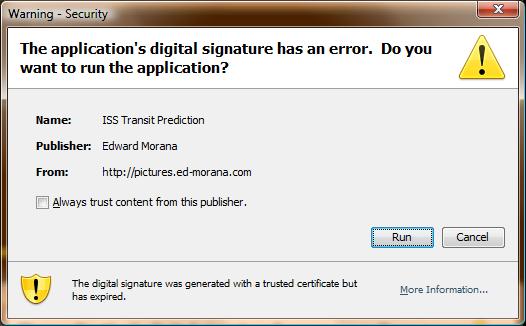 Warning - Security
The application's digital signature has an error.  Do you
want to run the application?
Name: ISS Transit Prediction
Publisher: Edward Morana
From: http://pictures.ed-morana.com
Always trust content from this publisher.
Run Cancel
The digital signature was generated with a trusted certificate but
has expired.
More Information...